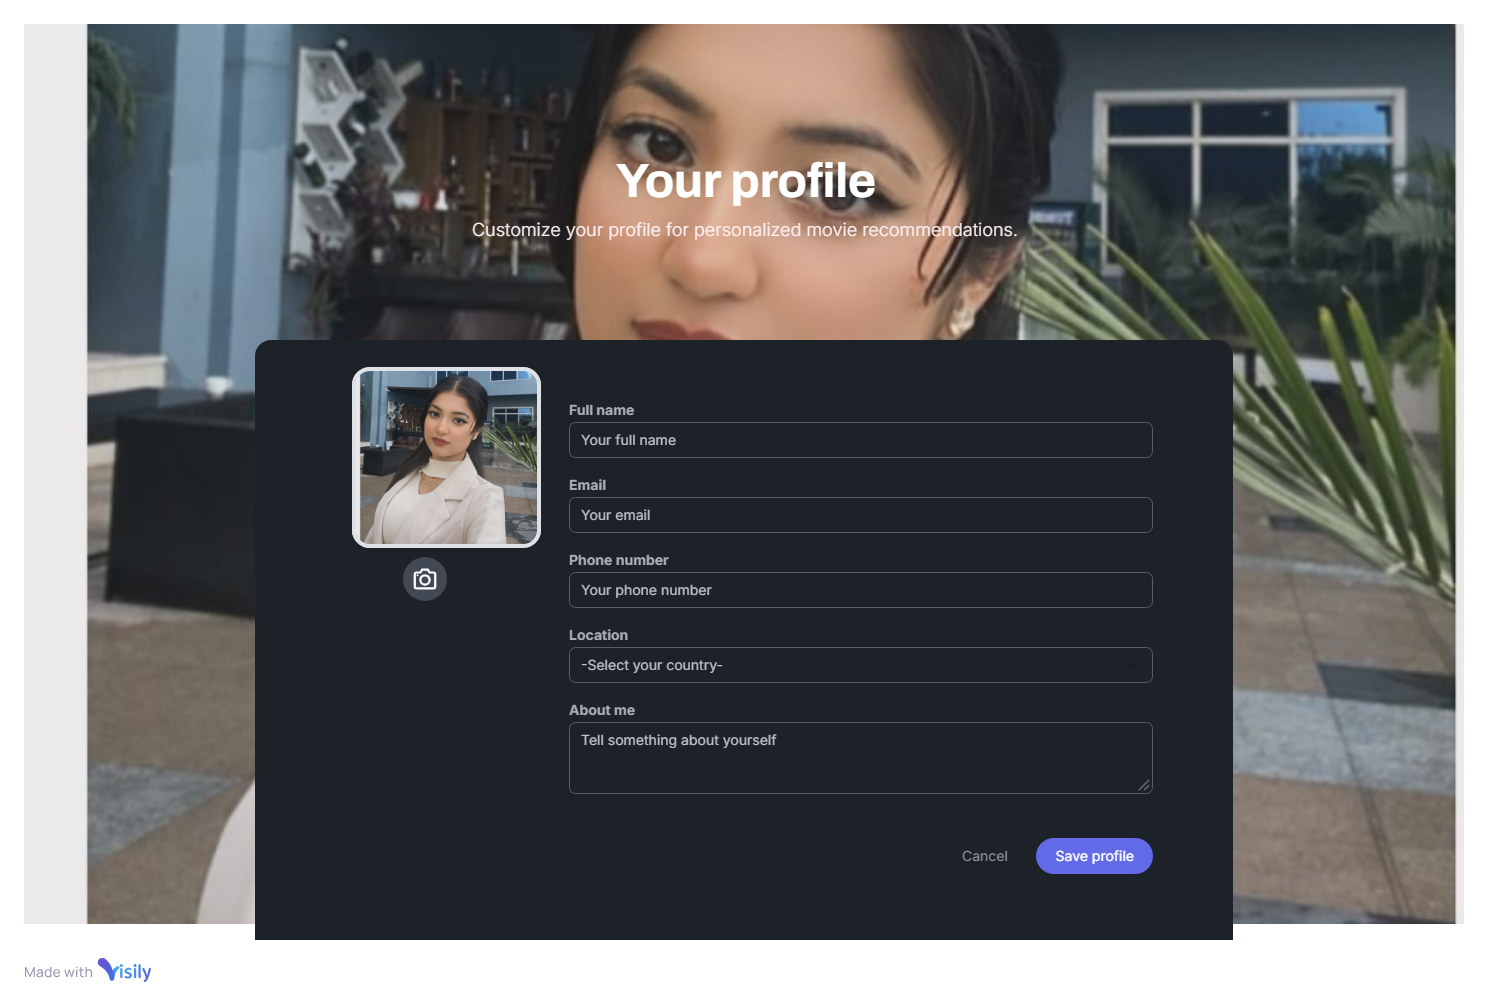 Your profile
Customize your profile for personalized movie recommendations.
Full name
Your full name
Email
Your email
Phone number
Your phone number
Location
-Select your country-
About me
Tell something about yourself
Cancel
Save profile
Made with Visily